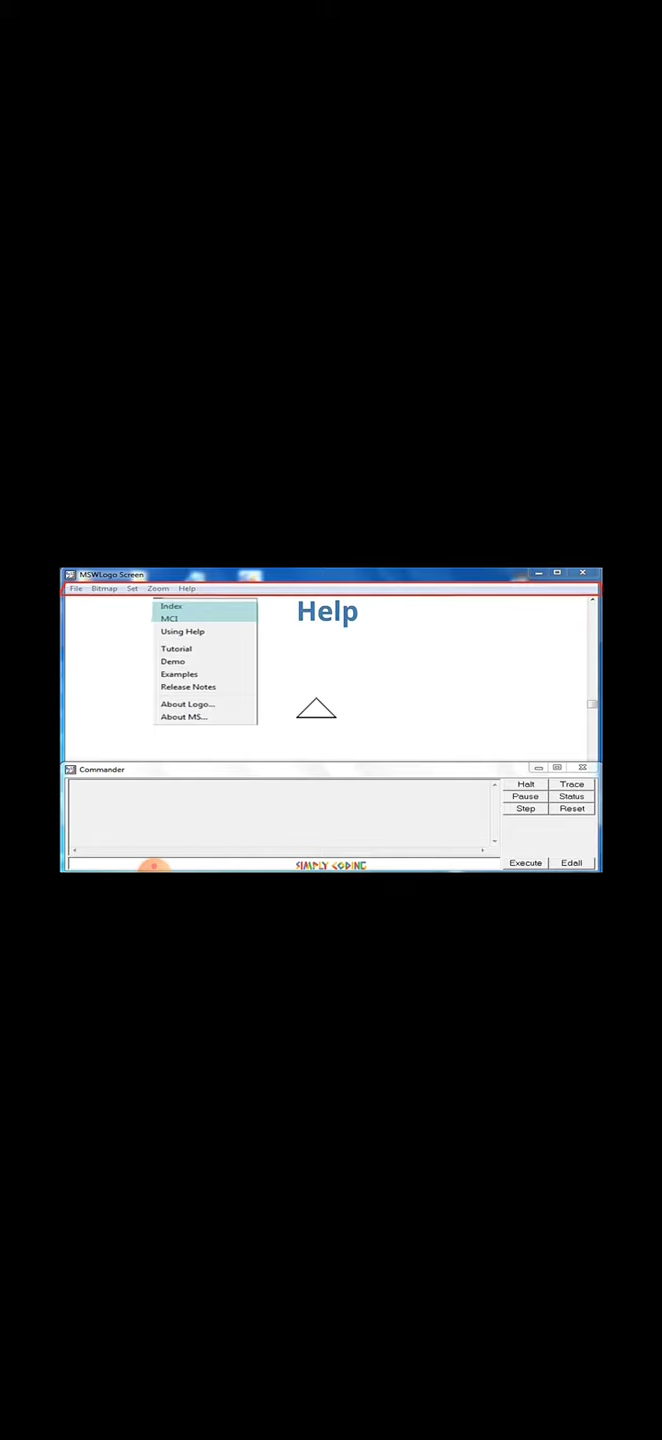 MSWLogo Screen
File Bitmap Set Zoom Help
Help
Index
MCI
Using Help
Tutorial
Demo
Examples
Release Notes
About Logo...
About MS...
Commander
Halt Trace
Pause Status
Step Reset
Execute Edall
SIMPLY CODING